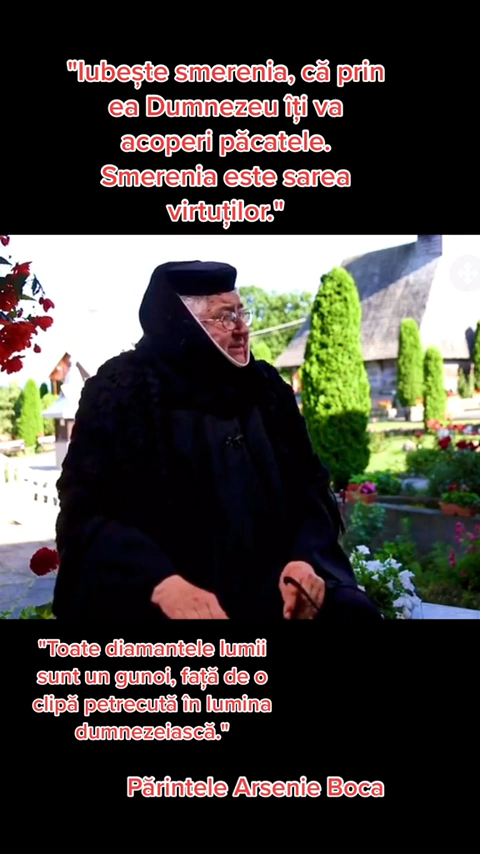 "Iubește smerenia, că prin
ea Dumnezeu îți va
acoperi păcatele.
Smerenia este sarea
virtuților."
"Toate diamantele lumii
sunt un gunoi, față de o
clipă petrecută în lumina
dumnezeiască."
Părintele Arsenie Boca